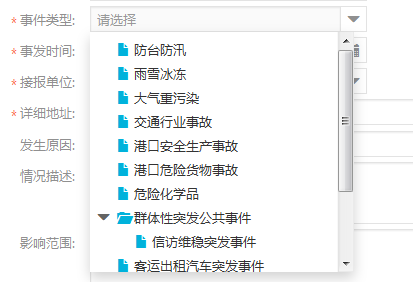 * 事件类型: 请选择
* 事发时间:
* 接报单位:
* 详细地址:
发生原因:
情况描述:
影响范围:
防台防汛
雨雪冰冻
大气重污染
交通行业事故
港口安全生产事故
港口危险货物事故
危险化学品
群体性突发公共事件
信访维稳突发事件
客运出租汽车突发事件